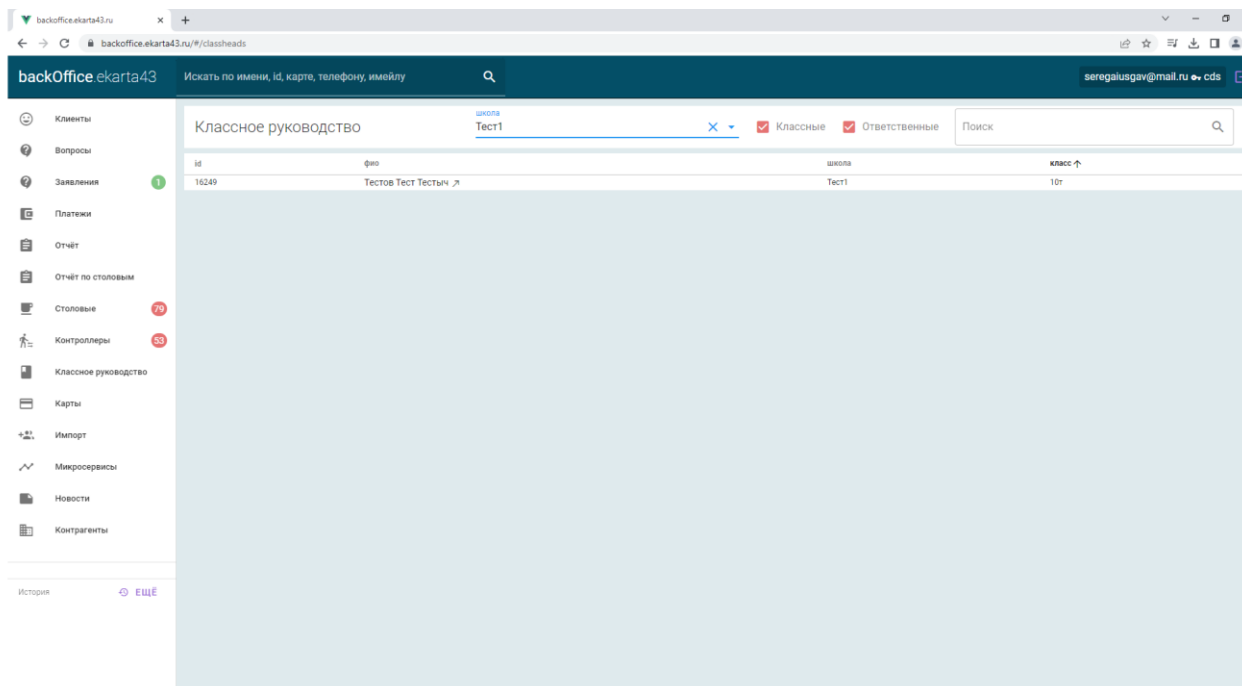 backoffice.ekarta43.ru
backoffice.ekarta43.ru/#/classheads
backOffice.ekarta43
Искать по имени, id, карте, телефону, имейлу
seregaiusgav@mail.ru cds
Клиенты
Вопросы
Заявления 1
Платежи
Отчёт
Отчёт по столовым
Столовые 79
Контроллеры 53
Классное руководство
Карты
Импорт
Микросервисы
Новости
Контрагенты
История ЕЩЁ
Классное руководство
школа
Тест1
Классные
Ответственные
Поиск
id фио школа класс
16249 Тестов Тест Тестыч Тест1 10т